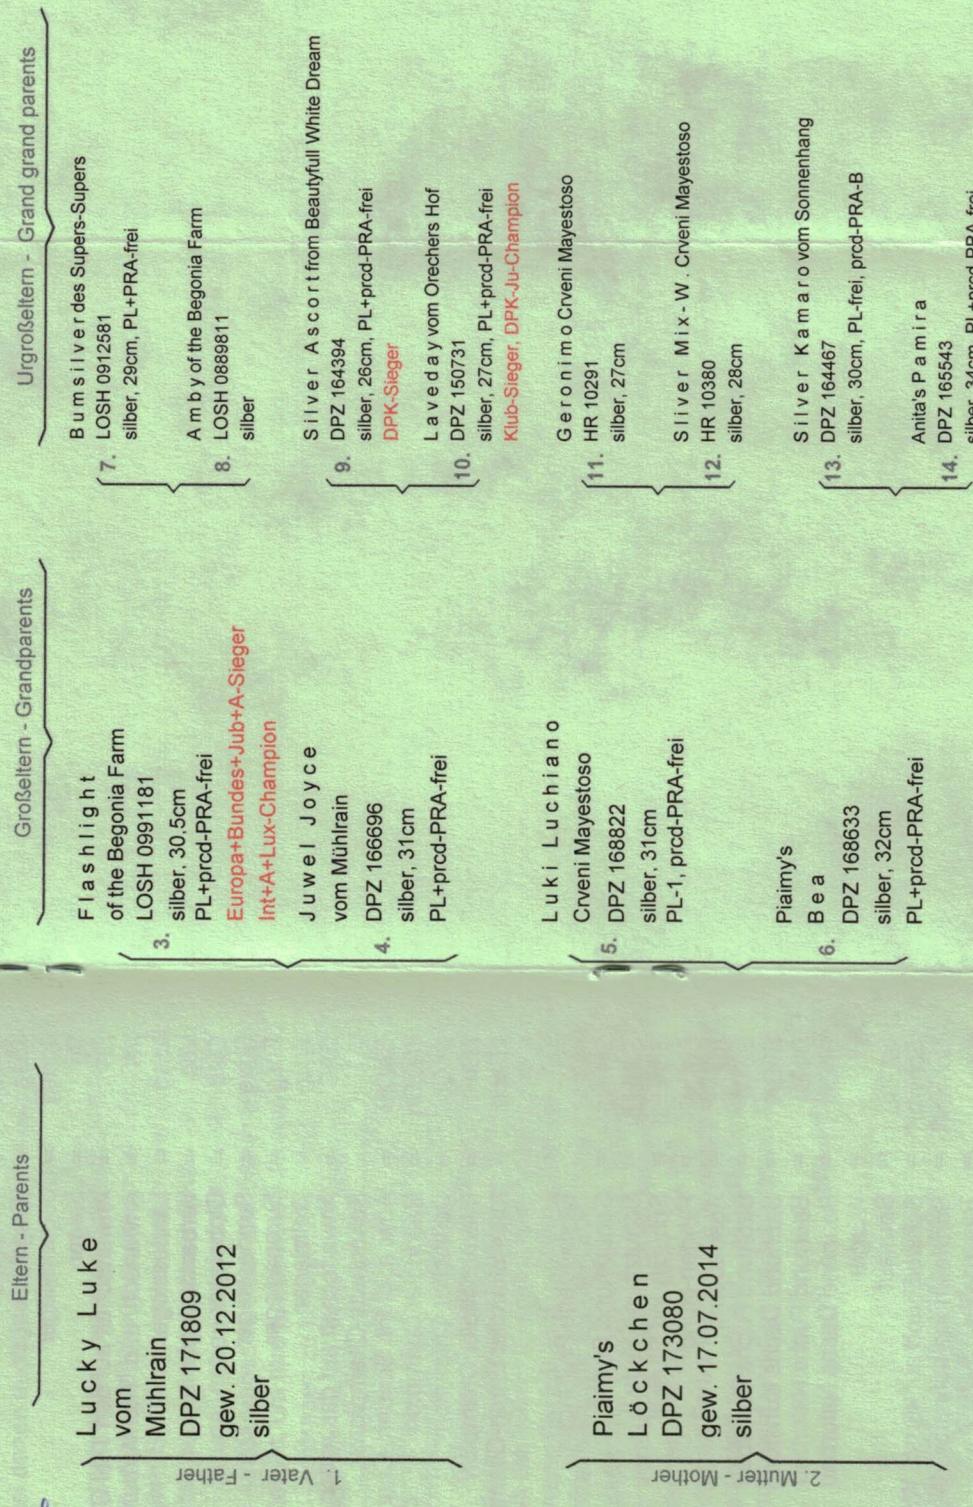 Eltern - Parents
1. Vater - Father
Lucky Luke
vom
Mühlrain
DPZ 171809
gew. 20.12.2012
silber
2. Mutter - Mother
Piaimy's
Löckchen
DPZ 173080
gew. 17.07.2014
silber
Großeltern - Grandparents
3.
Flashlight
of the Begonia Farm
LOSH 0991181
silber, 30,5cm
PL+prcd-PRA-frei
Europa+Bundes+Jub+A-Sieger
Int+A+Lux-Champion
4.
Juwel Joyce
vom Mühlrain
DPZ 166696
silber, 31cm
PL+prcd-PRA-frei
5.
Luki Luchiano
Crveni Mayestoso
DPZ 168822
silber, 31cm
PL-1, prcd-PRA-frei
6.
Piaimy's
Bea
DPZ 168633
silber, 32cm
PL+prcd-PRA-frei
Urgroßeltern - Grand grand parents
7.
Bumsilver des Supers-Supers
LOSH 0912581
silber, 29cm, PL+PRA-frei
8.
Amby of the Begonia Farm
LOSH 0889811
silber
9.
Silver Ascort from Beautyfull White Dream
DPZ 164394
silber, 26cm, PL+prcd-PRA-frei
DPK-Sieger
10.
Laveday vom Orechers Hof
DPZ 150731
silber, 27cm, PL+prcd-PRA-frei
Klub-Sieger, DPK-Ju-Champion
11.
Geronimo Crveni Mayestoso
HR 10291
silber, 27cm
12.
Sliver Mix-W. Crveni Mayestoso
HR 10380
silber, 28cm
13.
Silver Kamaro vom Sonnenhang
DPZ 164467
silber, 30cm, PL-frei, prcd-PRA-B
14.
Anita's Pamira
DPZ 165543
silber, 34cm, PL+prcd-PRA-frei